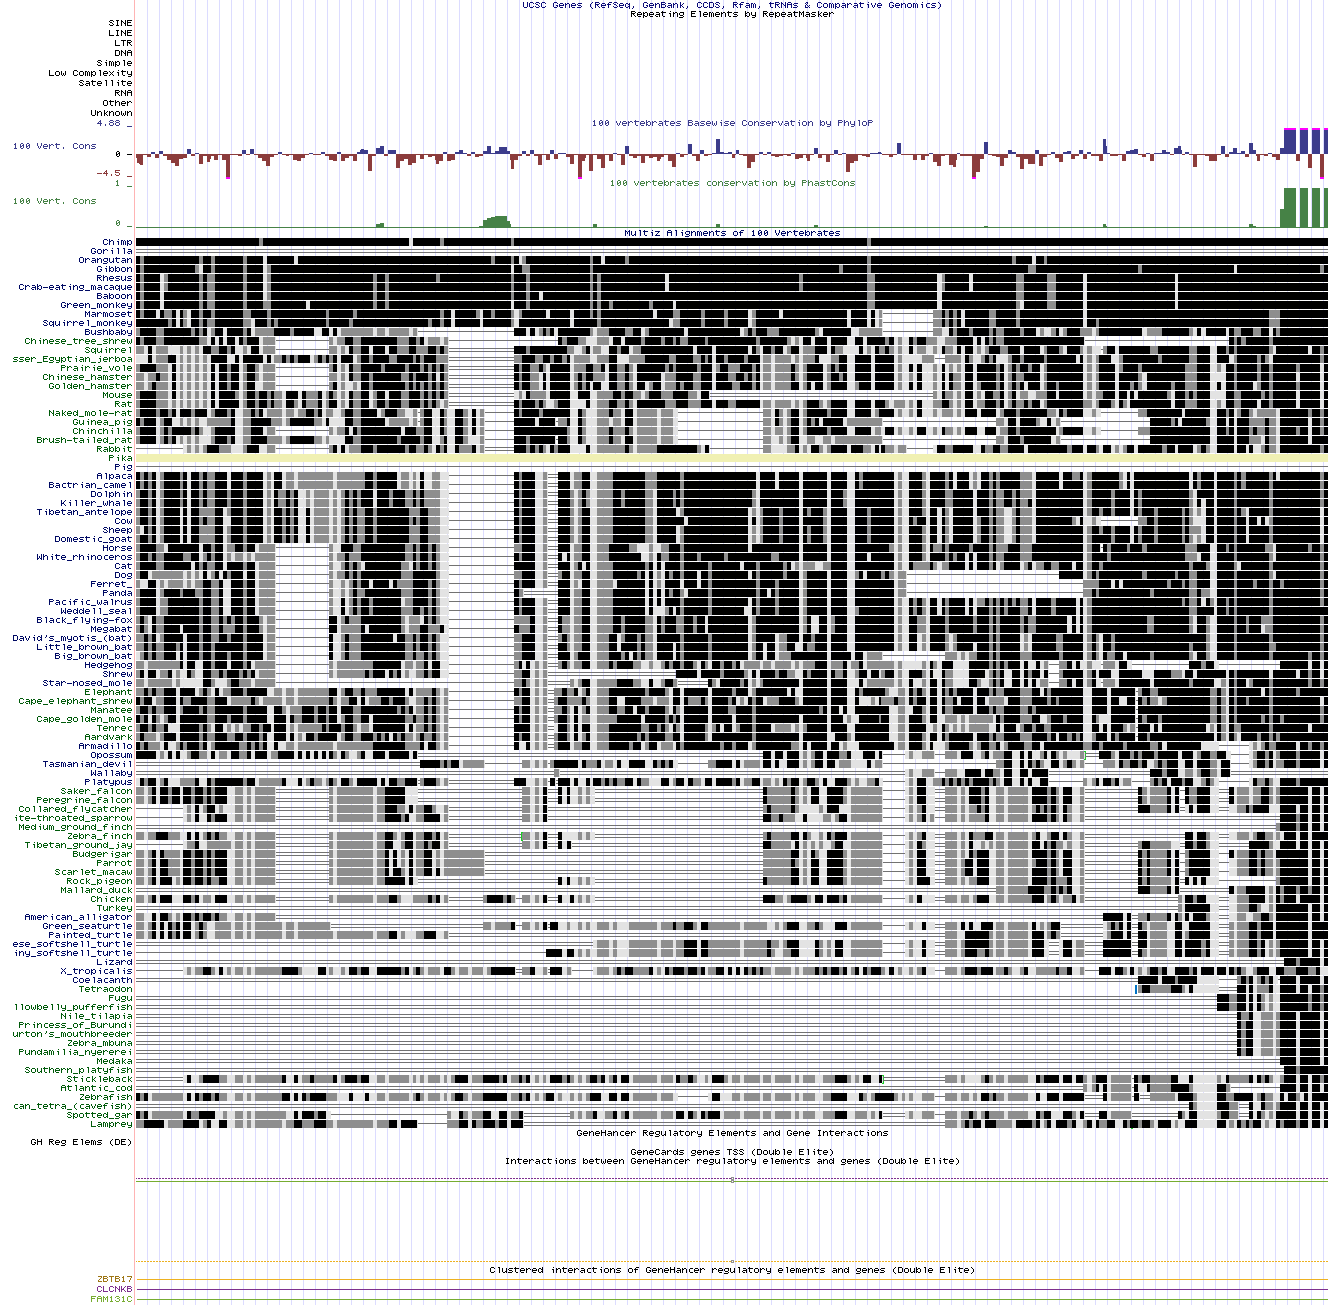 UCSC Genes (RefSeq, GenBank, CCDS, Rfam, tRNAs & Comparative Genomics)
Repeating Elements by RepeatMasker
SINE
LINE
LTR
DNA
Simple
Low Complexity
Satellite
RNA
Other
Unknown
100 vertebrates Basewise Conservation by PhyloP
4.88 _
100 Vert. Cons
0 -
-4.5 _
100 vertebrates conservation by PhastCons
1 _
100 Vert. Cons
0 _
Multiz Alignments of 100 Vertebrates
Chimp
Gorilla
Orangutan
Gibbon
Rhesus
Crab-eating_macaque
Baboon
Green_monkey
Marmoset
Squirrel_monkey
Bushbaby
Chinese_tree_shrew
Squirrel
sser_Egyptian_jerboa
Prairie_vole
Chinese_hamster
Golden_hamster
Mouse
Rat
Naked_mole-rat
Guinea_pig
Chinchilla
Brush-tailed_rat
Rabbit
Pika
Pig
Alpaca
Bactrian_camel
Dolphin
Killer_whale
Tibetan_antelope
Cow
Sheep
Domestic_goat
Horse
White_rhinoceros
Cat
Dog
Ferret_
Panda
Pacific_walrus
Weddell_seal
Black_flying-fox
Megabat
David's_myotis_(bat)
Little_brown_bat
Big_brown_bat
Hedgehog
Shrew
Star-nosed_mole
Elephant
Cape_elephant_shrew
Manatee
Cape_golden_mole
Tenrec
Aardvark
Armadillo
Opossum
Tasmanian_devil
Wallaby
Platypus
Saker_falcon
Peregrine_falcon
Collared_flycatcher
ite-throated_sparrow
Medium_ground_finch
Zebra_finch
Tibetan_ground_jay
Budgerigar
Parrot
Scarlet_macaw
Rock_pigeon
Mallard_duck
Chicken
Turkey
American_alligator
Green_seaturtle
Painted_turtle
ese_softshell_turtle
iny_softshell_turtle
Lizard
X_tropicalis
Coelacanth
Tetraodon
Fugu
llowbelly_pufferfish
Nile_tilapia
Princess_of_Burundi
urton's_mouthbreeder
Zebra_mbuna
Pundamilia_nyererei
Medaka
Southern_platyfish
Stickleback
Atlantic_cod
Zebrafish
can_tetra_(cavefish)
Spotted_gar
Lamprey
GeneHancer Regulatory Elements and Gene Interactions
GH Reg Elems (DE)
GeneCards genes TSS (Double Elite)
Interactions between GeneHancer regulatory elements and genes (Double Elite)
Clustered interactions of GeneHancer regulatory elements and genes (Double Elite)
ZBTB17
CLCNKB
FAM131C